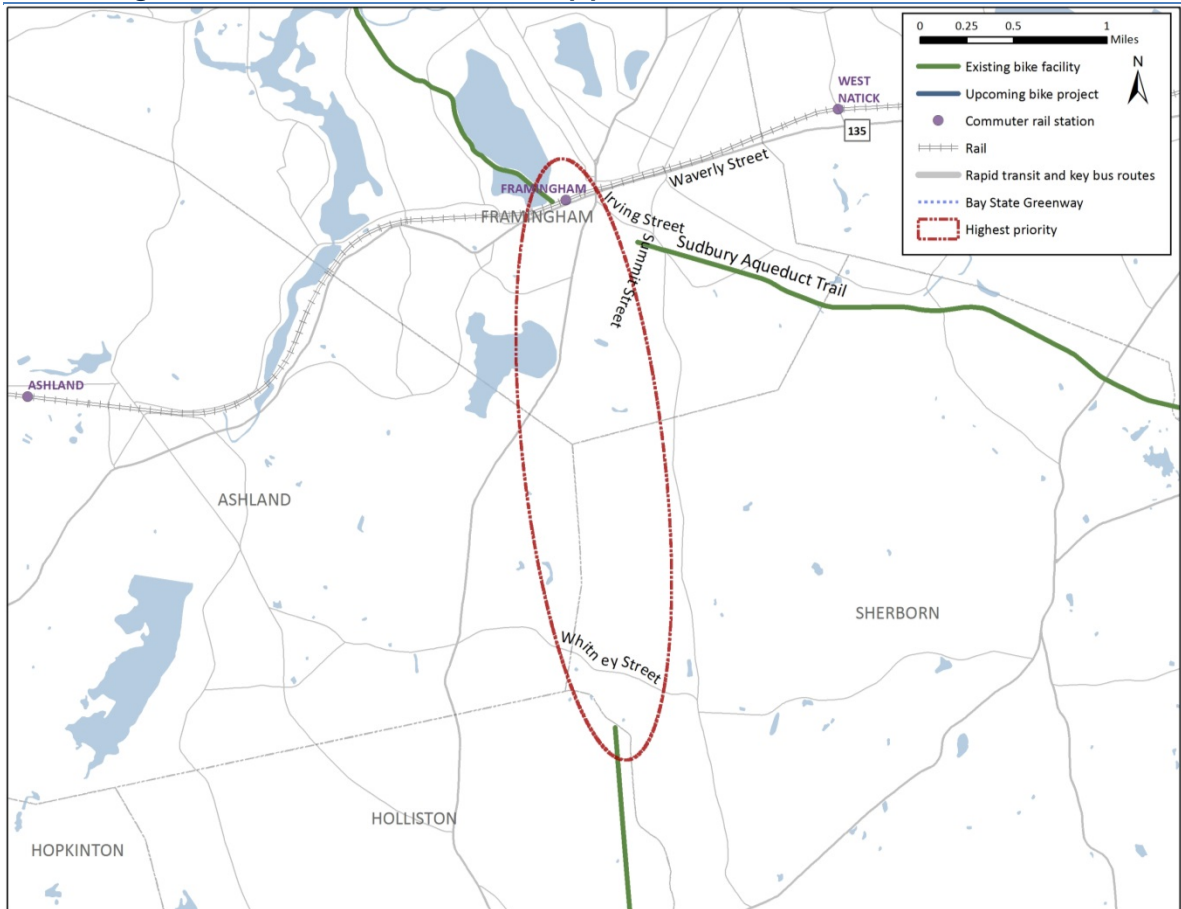 0 0.25 0.5 1
Miles
Existing bike facility
N
Upcoming bike project
Commuter rail station
Rail
Rapid transit and key bus routes
Bay State Greenway
Highest priority
WEST
NATICK
135
Waverly Street
FRAMINGHAM
FRAMINGHAM
Irving Street
Summit Street
Sudbury Aqueduct Trail
ASHLAND
ASHLAND
SHERBORN
Whitney Street
HOLLISTON
HOPKINTON